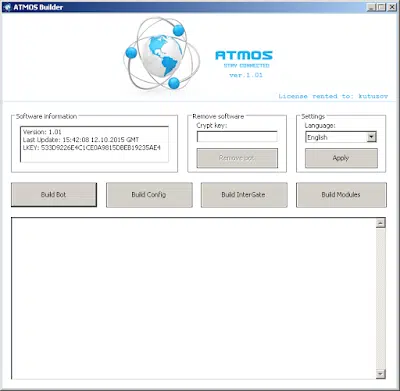 ATMOS Builder
ATMOS
STAY CONNECTED
ver.1.01
License rented to: kutuzov
Software information
Version: 1.01
Last Update: 15:42:08 12.10.2015 GMT
LKEY: 533D9226E4C1CE0A9815D8EB19235AE4
Remove software
Crypt key:
Remove bot
Settings
Language:
English
Apply
Build Bot
Build Config
Build InterGate
Build Modules